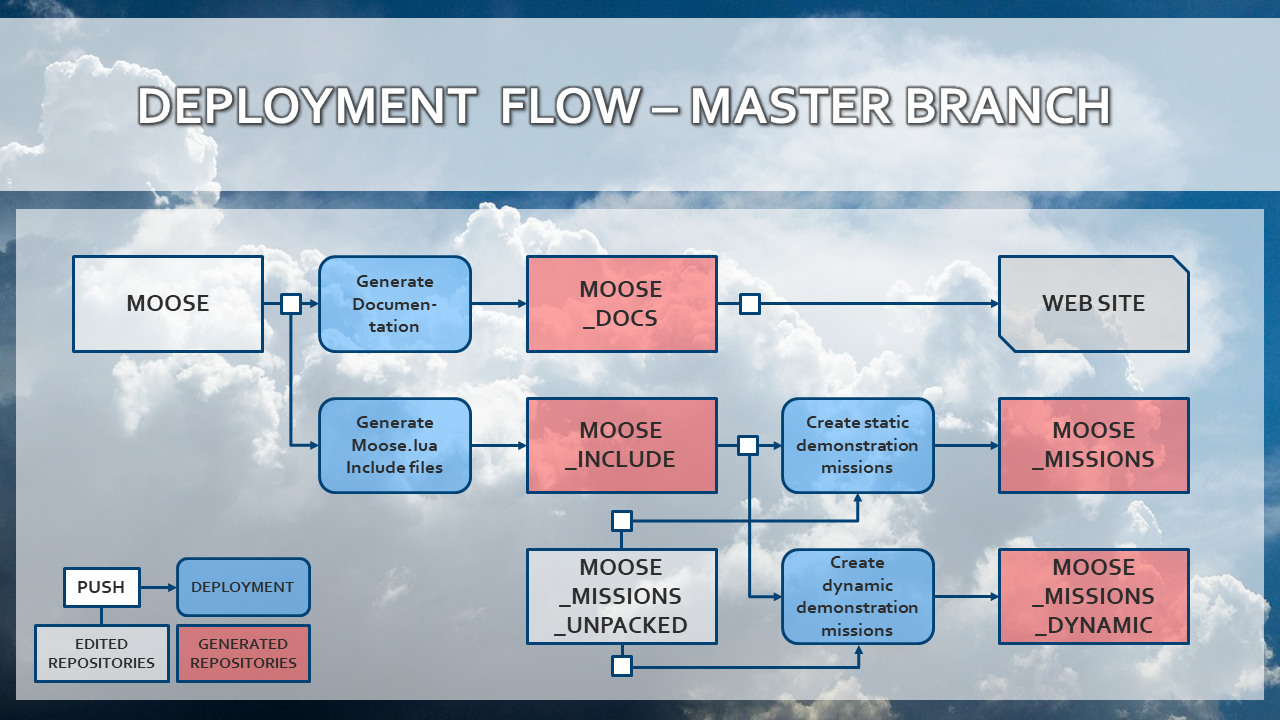 DEPLOYMENT FLOW – MASTER BRANCH
MOOSE
Generate
Documen-
tation
MOOSE
_DOCS
WEB SITE
Generate
Moose.lua
Include files
MOOSE
_INCLUDE
Create static
demonstration
missions
MOOSE
_MISSIONS
MOOSE
_MISSIONS
_UNPACKED
Create
dynamic
demonstration
missions
MOOSE
_MISSIONS
_DYNAMIC
PUSH
DEPLOYMENT
EDITED
REPOSITORIES
GENERATED
REPOSITORIES